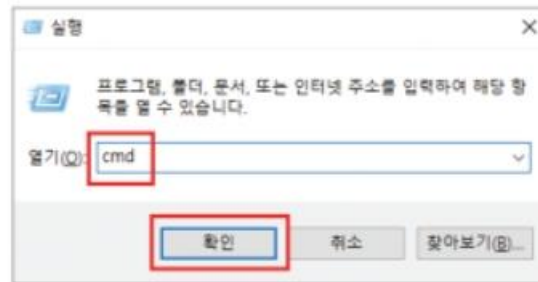 실행
프로그램, 폴더, 문서, 또는 인터넷 주소를 입력하여 해당 항
목을 열 수 있습니다.
열기(O): cmd
확인 취소 찾아보기(B)...